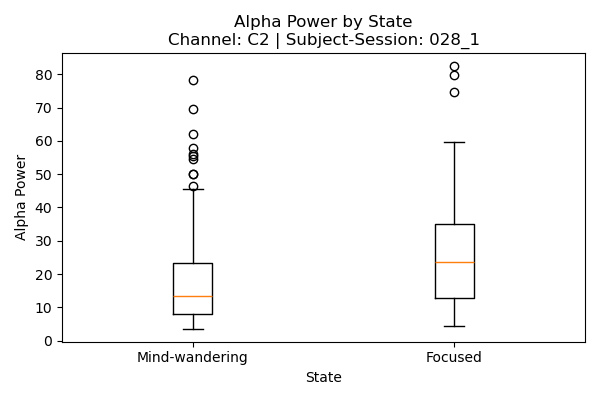 Alpha Power by State
Channel: C2 | Subject-Session: 028_1
Alpha Power
80
70
60
50
40
30
20
10
0
Mind-wandering
Focused
State